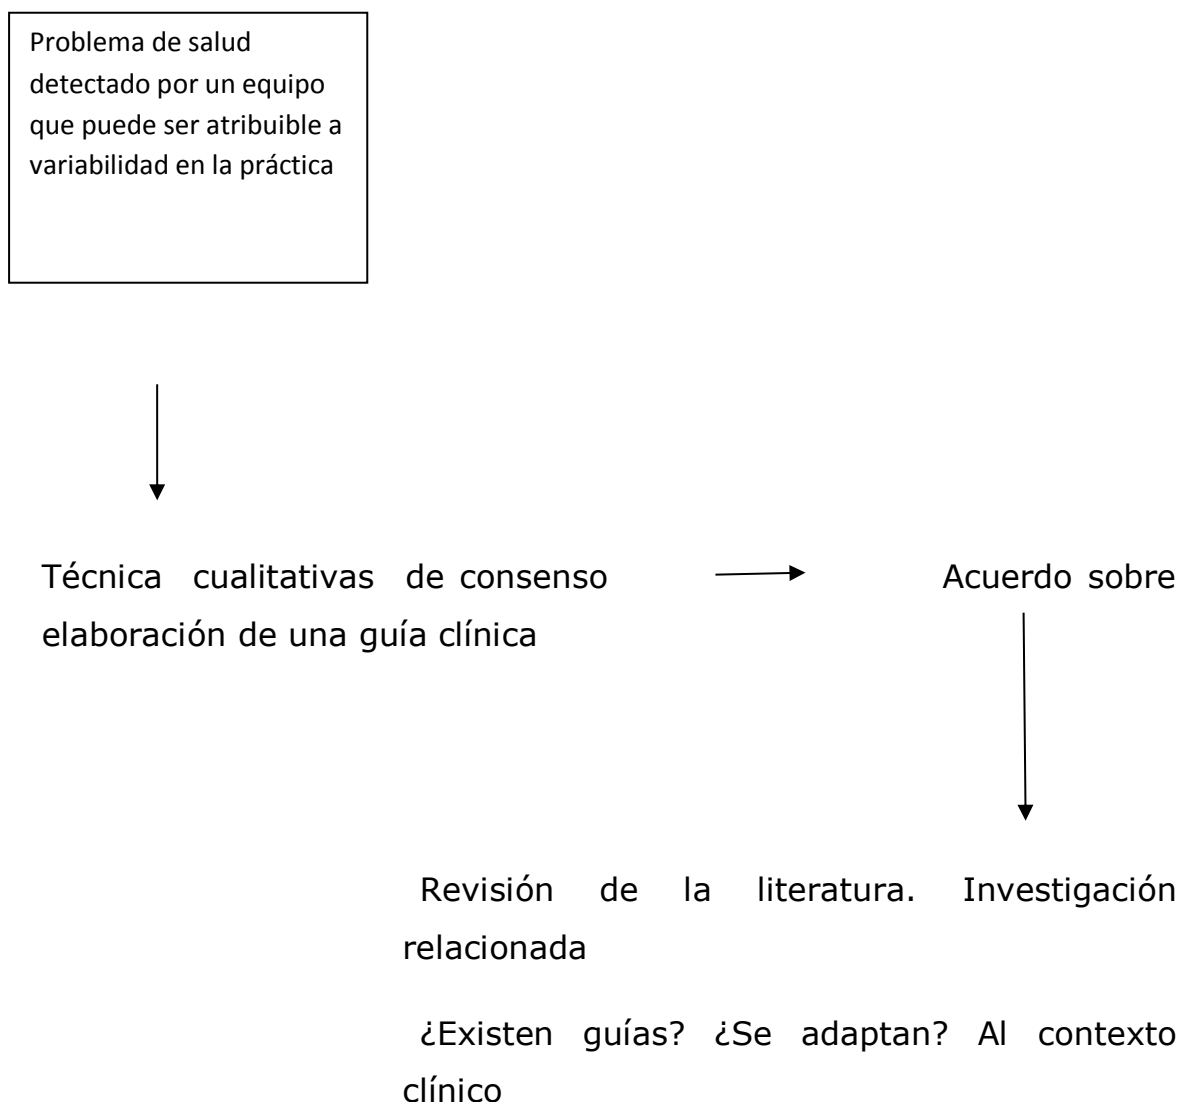 Problema de salud
detectado por un equipo
que puede ser atribuible a
variabilidad en la práctica
Técnica cualitativas de consenso Acuerdo sobre
elaboración de una guía clínica
Revisión de la literatura. Investigación
relacionada
¿Existen guías? ¿Se adaptan? Al contexto
clínico